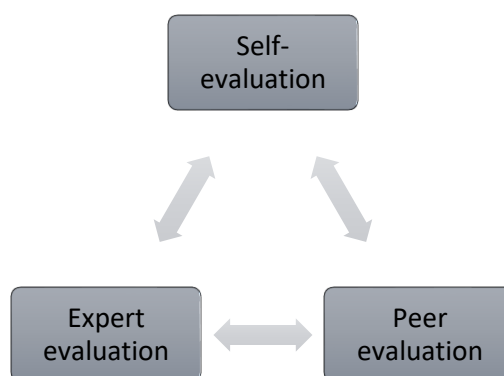 Self-
evaluation
Expert
evaluation
Peer
evaluation